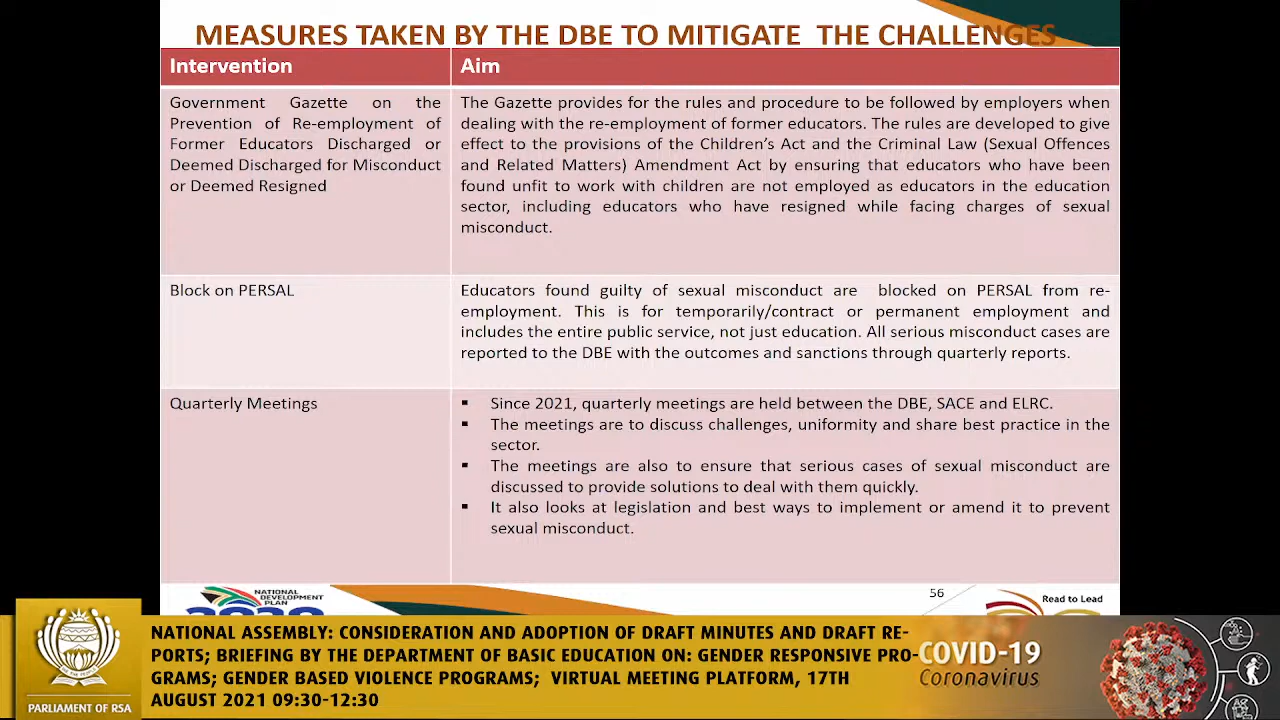 MEASURES TAKEN BY THE DBE TO MITIGATE THE CHALLENGES
Intervention
Aim
Government Gazette on the
Prevention of Re-employment of
Former Educators Discharged or
Deemed Discharged for Misconduct
or Deemed Resigned
The Gazette provides for the rules and procedure to be followed by employers when
dealing with the re-employment of former educators. The rules are developed to give
effect to the provisions of the Children's Act and the Criminal Law (Sexual Offences
and Related Matters) Amendment Act by ensuring that educators who have been
found unfit to work with children are not employed as educators in the education
sector, including educators who have resigned while facing charges of sexual
misconduct.
Block on PERSAL
Educators found guilty of sexual misconduct are blocked on PERSAL from re-
employment. This is for temporarily/contract or permanent employment and
includes the entire public service, not just education. All serious misconduct cases are
reported to the DBE with the outcomes and sanctions through quarterly reports.
Quarterly Meetings
▪ Since 2021, quarterly meetings are held between the DBE, SACE and ELRC.
▪ The meetings are to discuss challenges, uniformity and share best practice in the
sector.
▪ The meetings are also to ensure that serious cases of sexual misconduct are
discussed to provide solutions to deal with them quickly.
▪ It also looks at legislation and best ways to implement or amend it to prevent
sexual misconduct.
NATIONAL
DEVELOPMENT
PLAN
56
Read to Lead
PARLIAMENT OF RSA
NATIONAL ASSEMBLY: CONSIDERATION AND ADOPTION OF DRAFT MINUTES AND DRAFT RE-
PORTS; BRIEFING BY THE DEPARTMENT OF BASIC EDUCATION ON: GENDER RESPONSIVE PRO-
GRAMS; GENDER BASED VIOLENCE PROGRAMS; VIRTUAL MEETING PLATFORM, 17TH
AUGUST 2021 09:30-12:30
COVID-19
Coronavirus